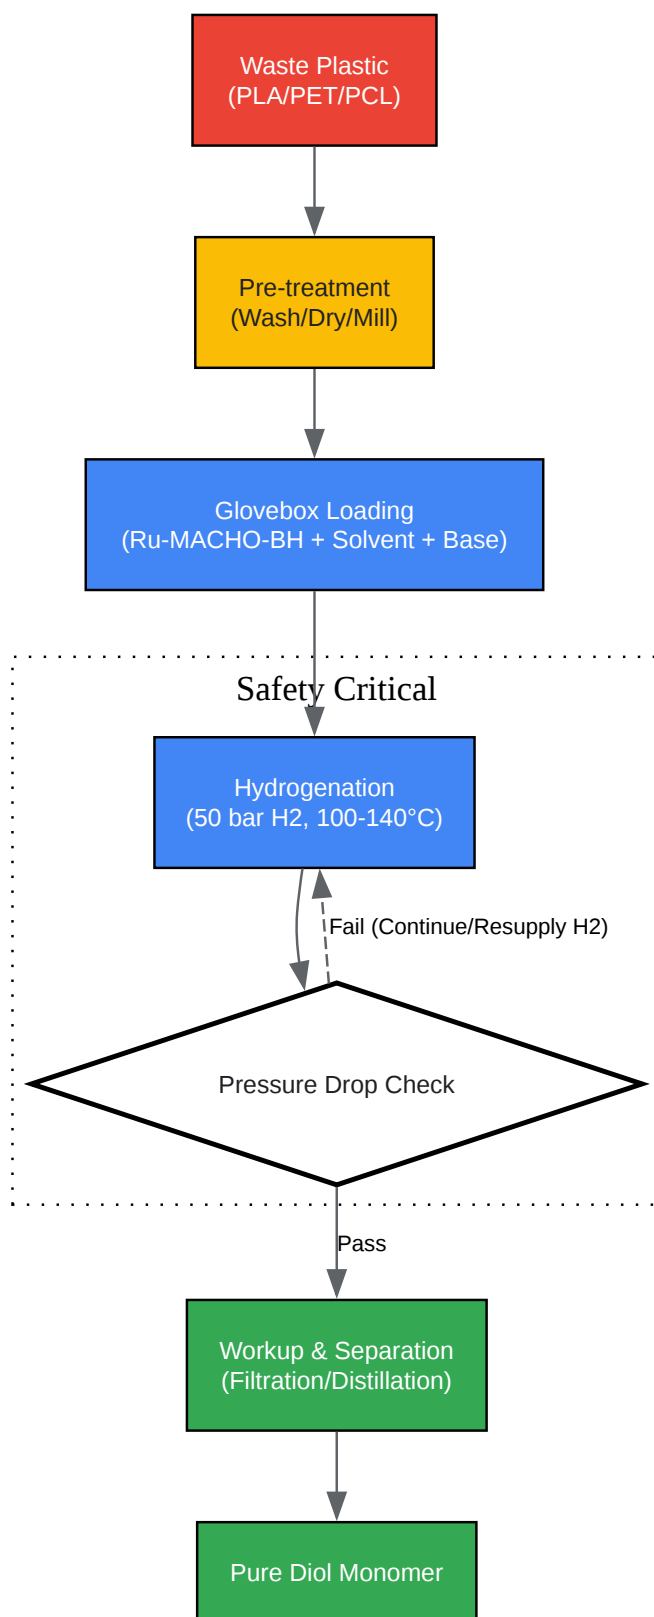 Waste Plastic
(PLA/PET/PCL)
Pre-treatment
(Wash/Dry/Mill)
Glovebox Loading
(Ru-MACHO-BH + Solvent + Base)
Safety Critical
Hydrogenation
(50 bar H2, 100-140°C)
Fail (Continue/Resupply H2)
Pressure Drop Check
Pass
Workup & Separation
(Filtration/Distillation)
Pure Diol Monomer